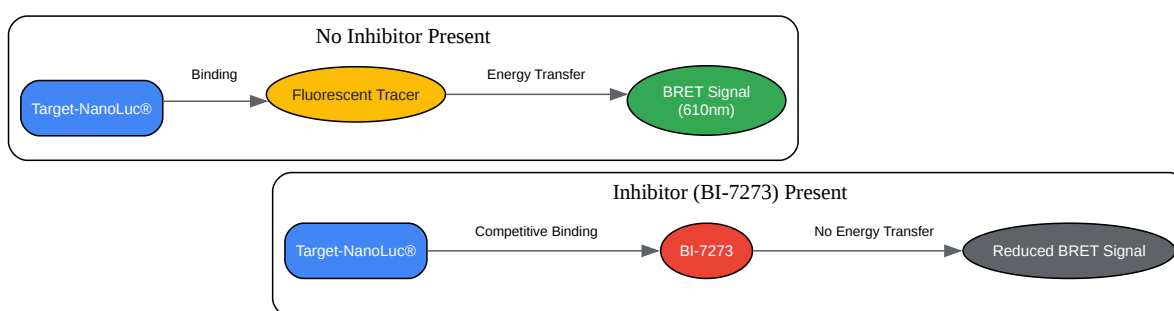 No Inhibitor Present
Target-NanoLuc®
Binding
Fluorescent Tracer
Energy Transfer
BRET Signal
(610nm)
Inhibitor (BI-7273) Present
Target-NanoLuc®
Competitive Binding
BI-7273
No Energy Transfer
Reduced BRET Signal